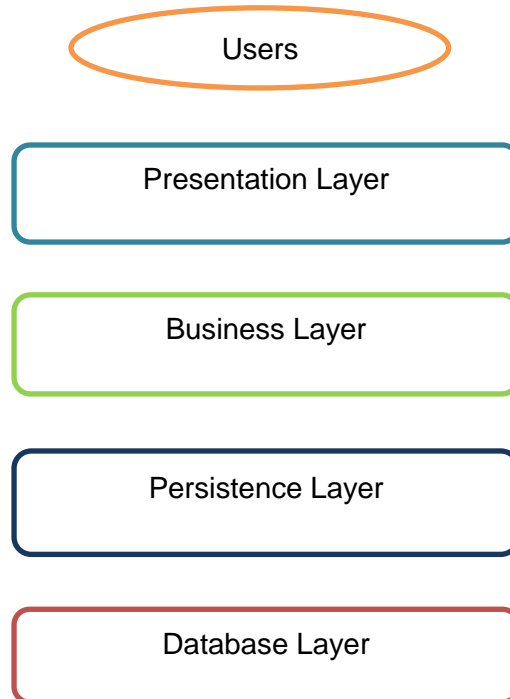 Users
Presentation Layer
Business Layer
Persistence Layer
Database Layer